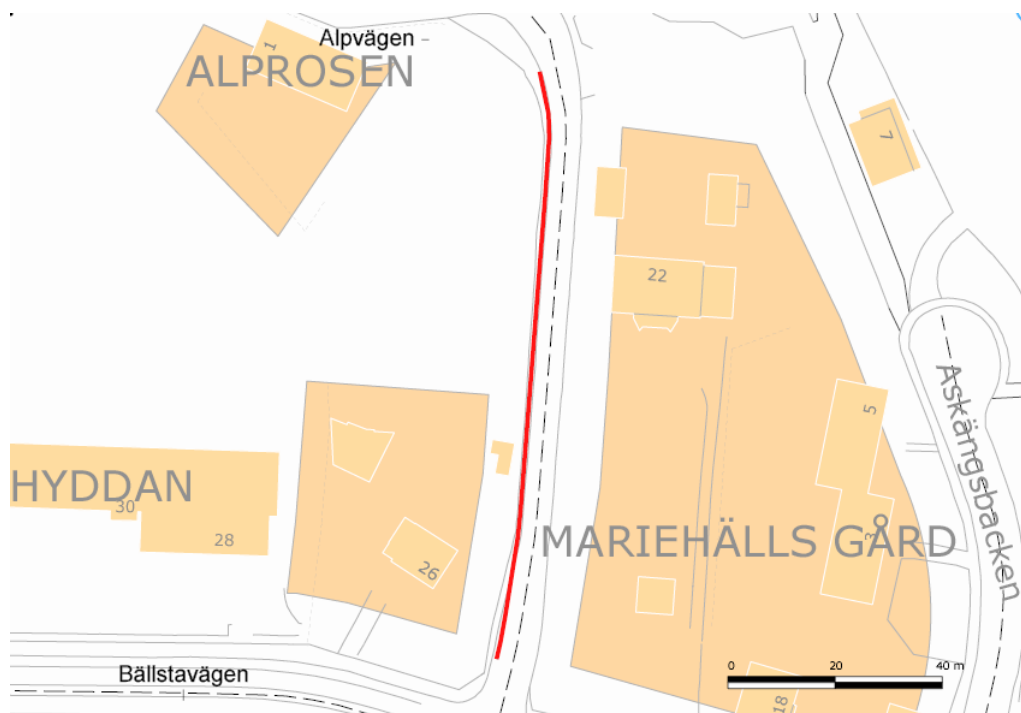 Alpvägen
1
ALPROSEN
7
22
5
Askängsbacken
HYDDAN
30
28
26
MARIEHÄLLS GÅRD
3
Bällstavägen
0 20 40 m
18